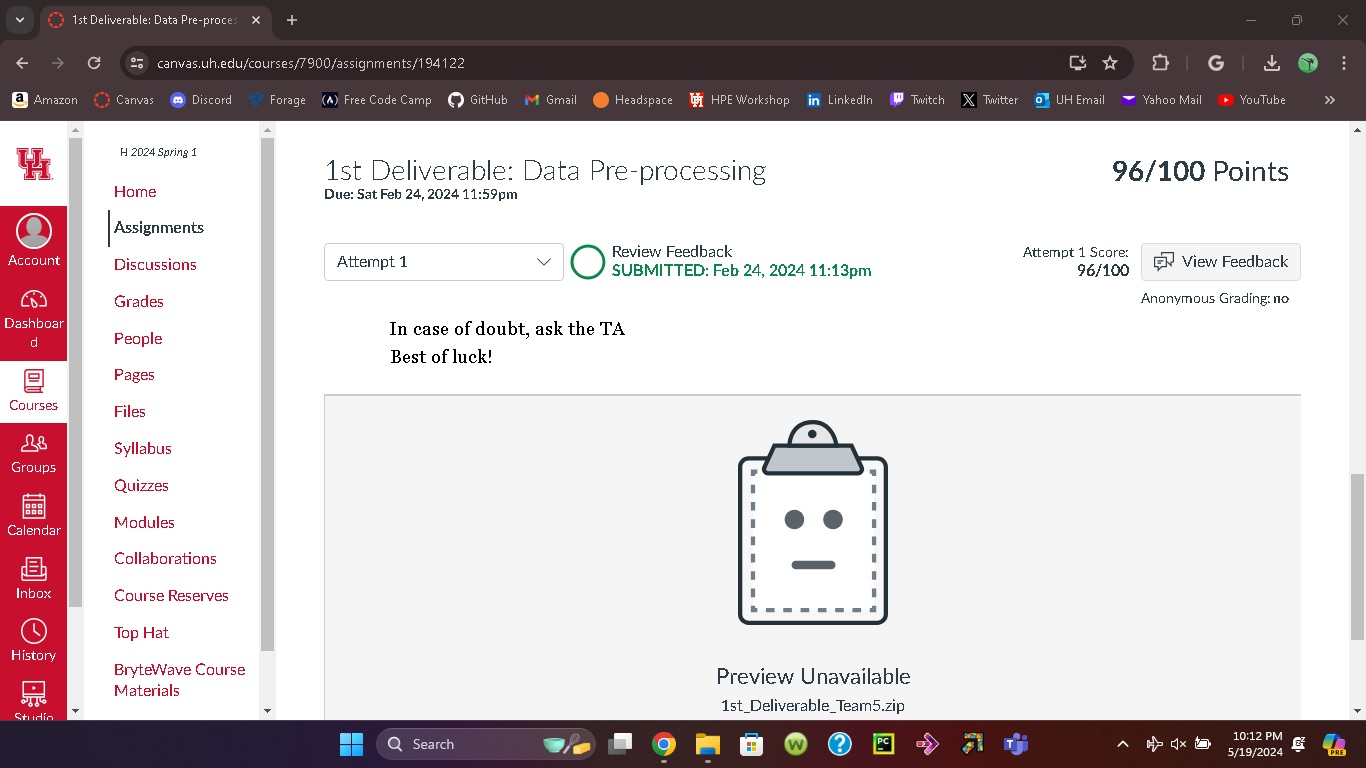 1st Deliverable: Data Pre-proces
canvas.uh.edu/courses/7900/assignments/194122
Amazon
Canvas
Discord
Forage
Free Code Camp
GitHub
Gmail
Headspace
HPE Workshop
LinkedIn
Twitch
Twitter
UH Email
Yahoo Mail
YouTube
Account
Dashboar
d
Courses
Groups
Calendar
Inbox
History
Studio
H 2024 Spring 1
Home
Assignments
Discussions
Grades
People
Pages
Files
Syllabus
Quizzes
Modules
Collaborations
Course Reserves
Top Hat
BryteWave Course
Materials
1st Deliverable: Data Pre-processing
96/100 Points
Due: Sat Feb 24, 2024 11:59pm
Attempt 1
Review Feedback
SUBMITTED: Feb 24, 2024 11:13pm
Attempt 1 Score:
96/100
View Feedback
Anonymous Grading: no
In case of doubt, ask the TA
Best of luck!
Preview Unavailable
1st_Deliverable_Team5.zip
Search
10:12 PM
5/19/2024